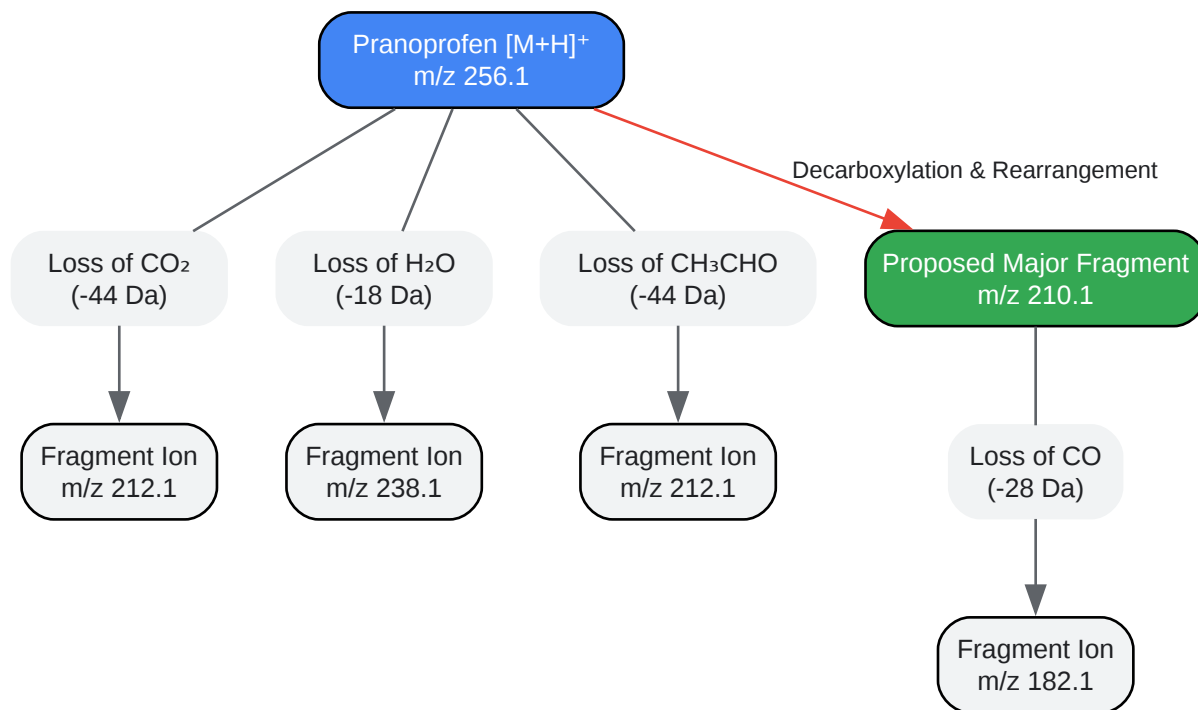 Pranoprofen [M+H]⁺
m/z 256.1
Decarboxylation & Rearrangement
Loss of CO₂
(-44 Da)
Loss of H₂O
(-18 Da)
Loss of CH₃CHO
(-44 Da)
Proposed Major Fragment
m/z 210.1
Fragment Ion
m/z 212.1
Fragment Ion
m/z 238.1
Fragment Ion
m/z 212.1
Loss of CO
(-28 Da)
Fragment Ion
m/z 182.1